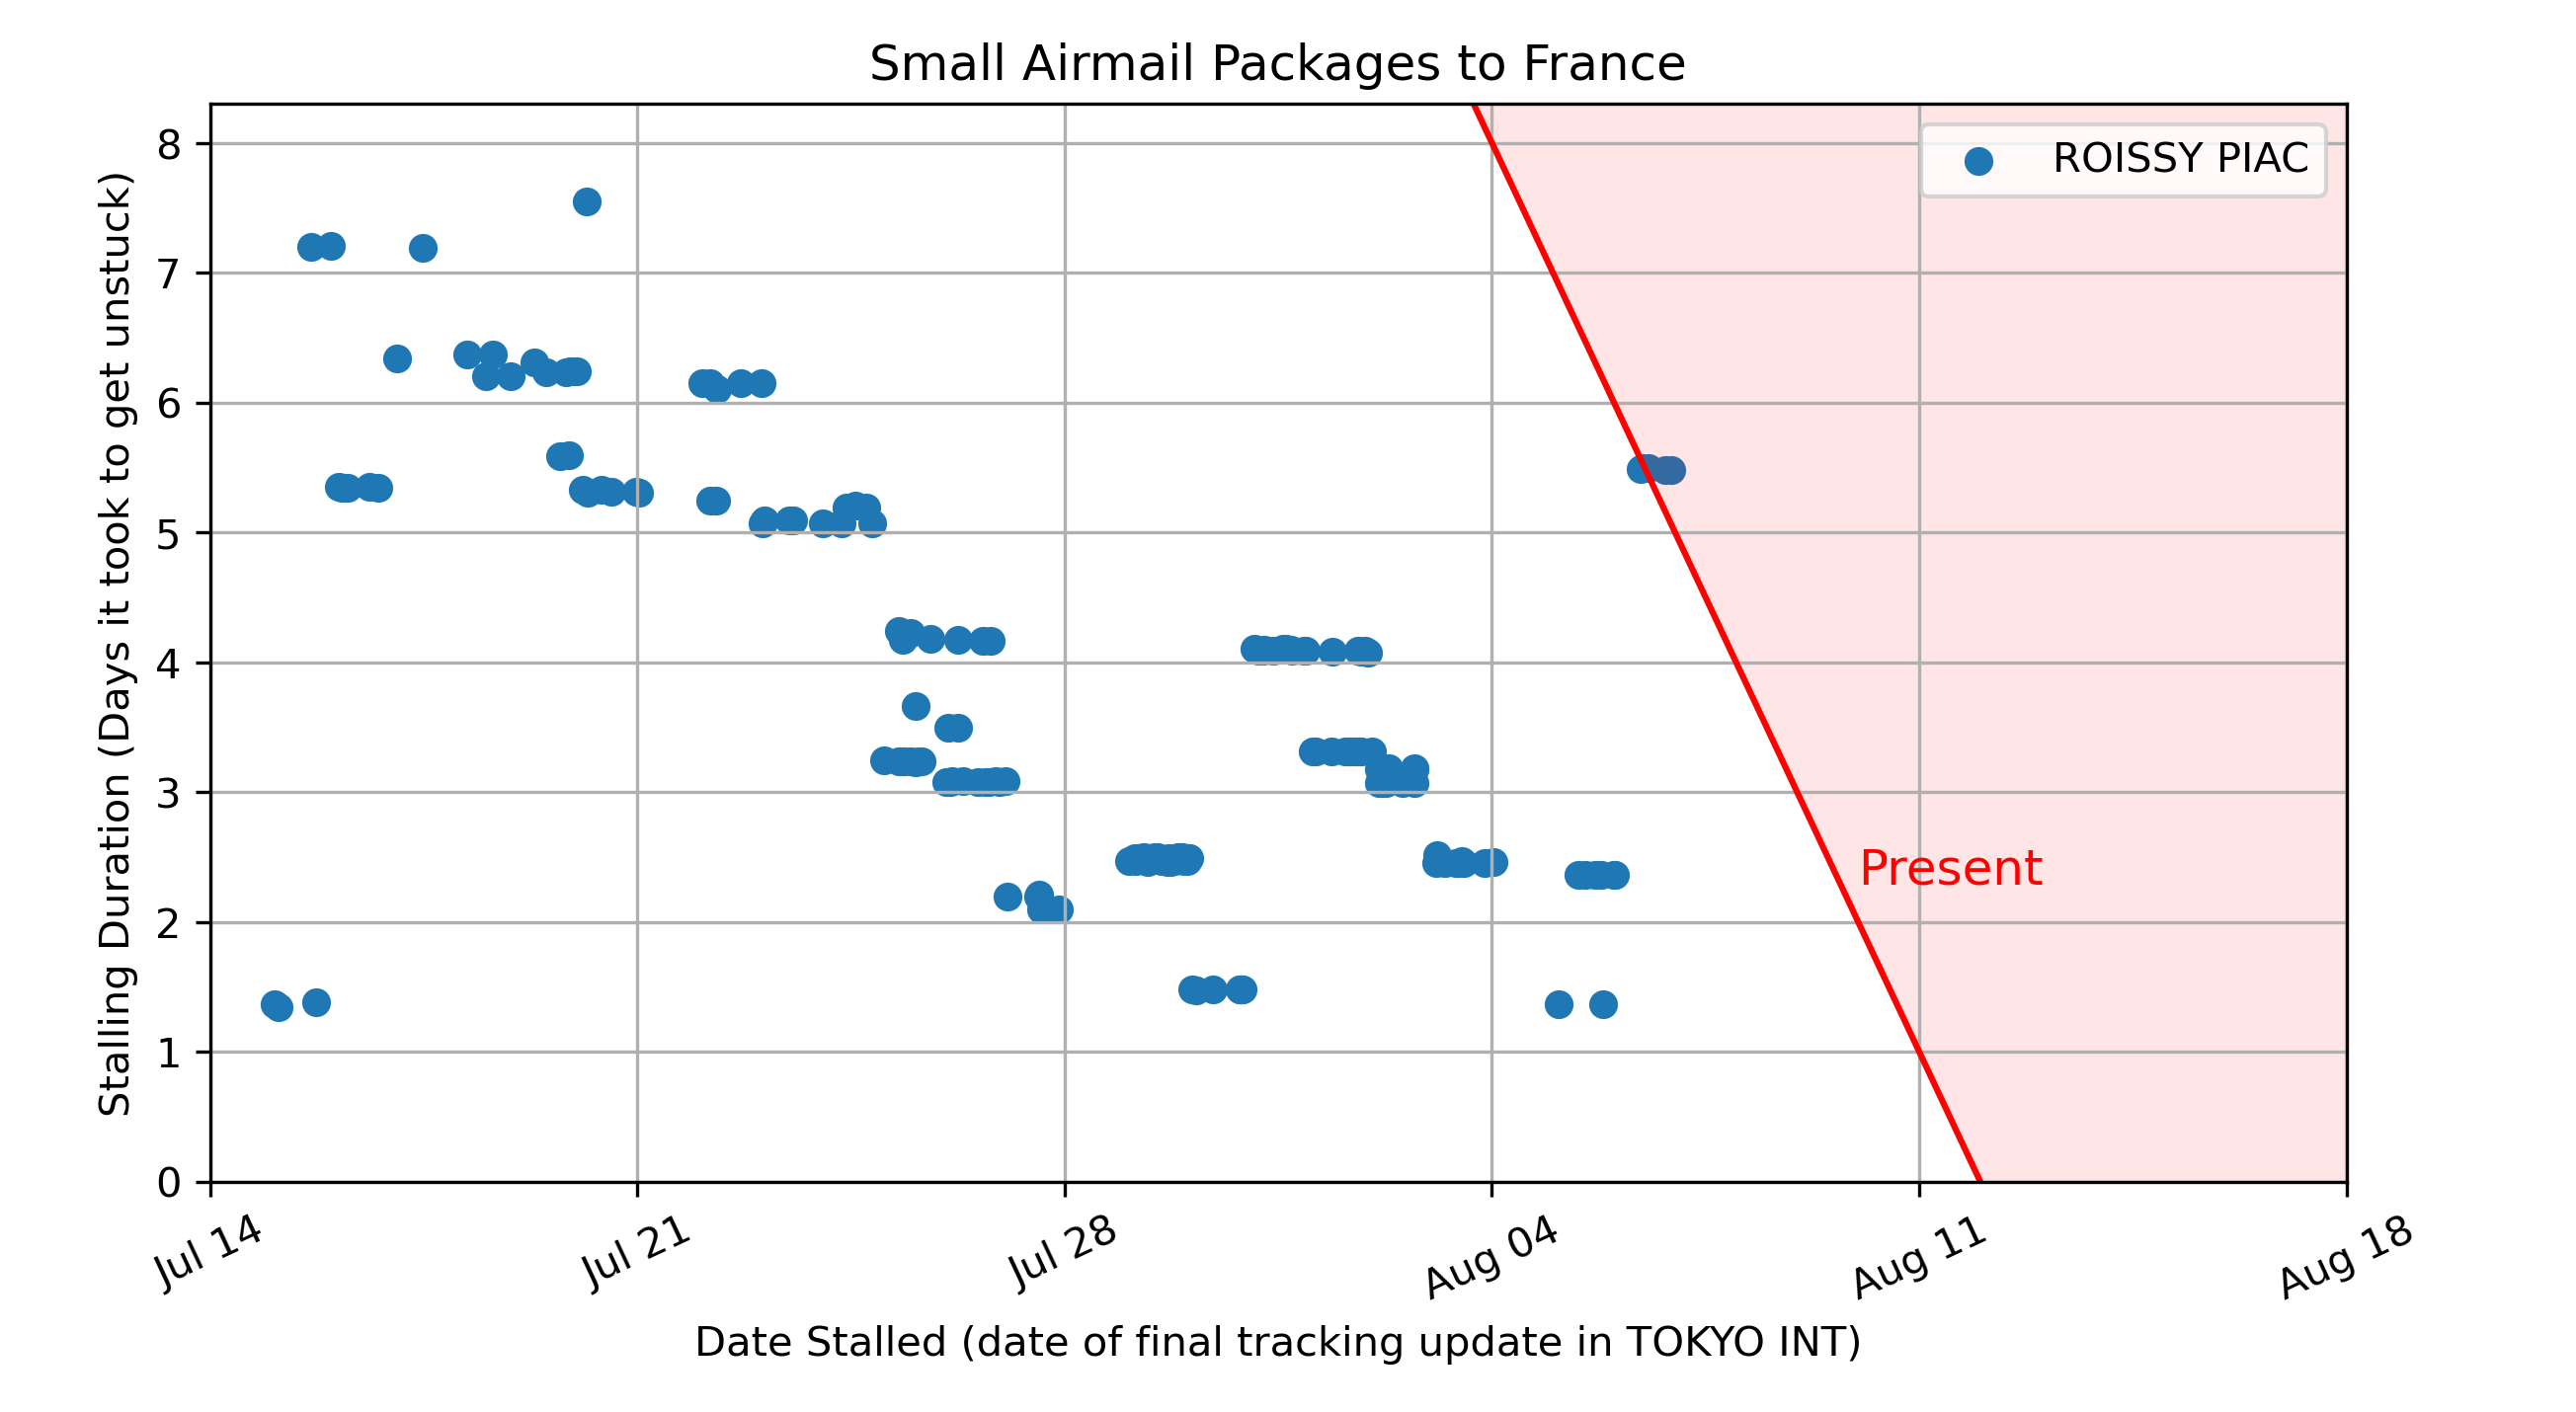 Small Airmail Packages to France
Stalling Duration (Days it took to get unstuck)
8
7
6
5
4
3
2
1
0
ROISSY PIAC
Present
Jul 14
Jul 21
Jul 28
Aug 04
Aug 11
Aug 18
Date Stalled (date of final tracking update in TOKYO INT)